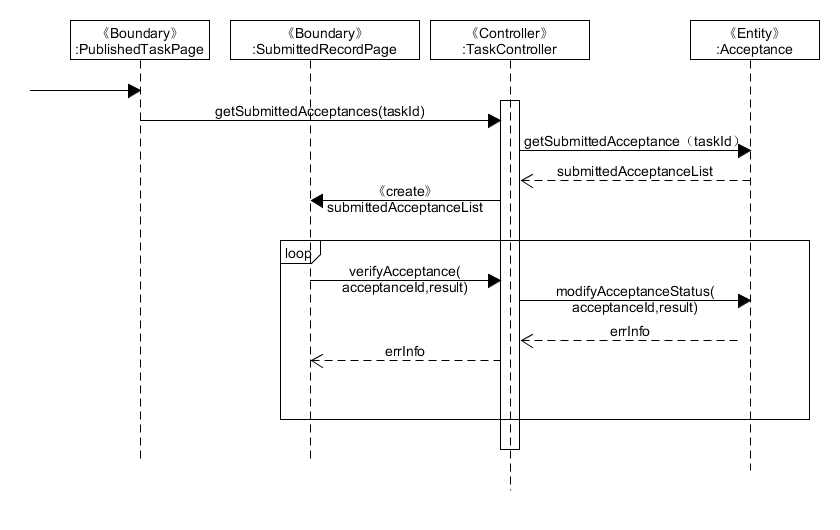 《Boundary》
:PublishedTaskPage
《Boundary》
:SubmittedRecordPage
《Controller》
:TaskController
《Entity》
:Acceptance
getSubmittedAcceptances(taskId)
getSubmittedAcceptance（taskId）
submittedAcceptanceList
《create》
submittedAcceptanceList
loop
verifyAcceptance(
acceptanceId,result)
modifyAcceptanceStatus(
acceptanceId,result)
errInfo
errInfo